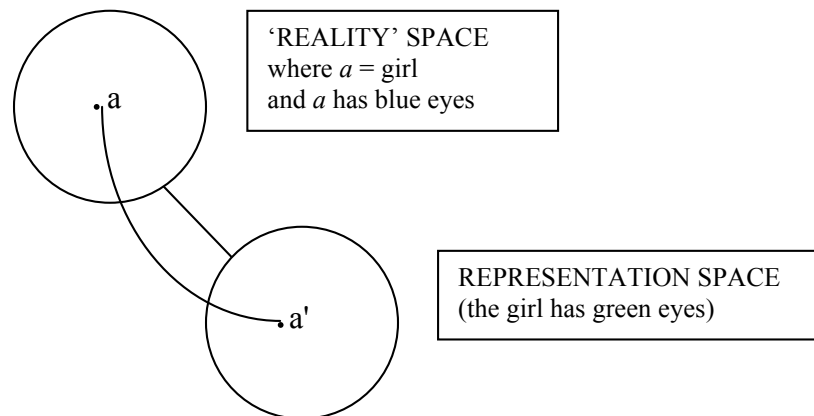 ‘REALITY’ SPACE
where a = girl
and a has blue eyes
a
REPRESENTATION SPACE
(the girl has green eyes)
a'